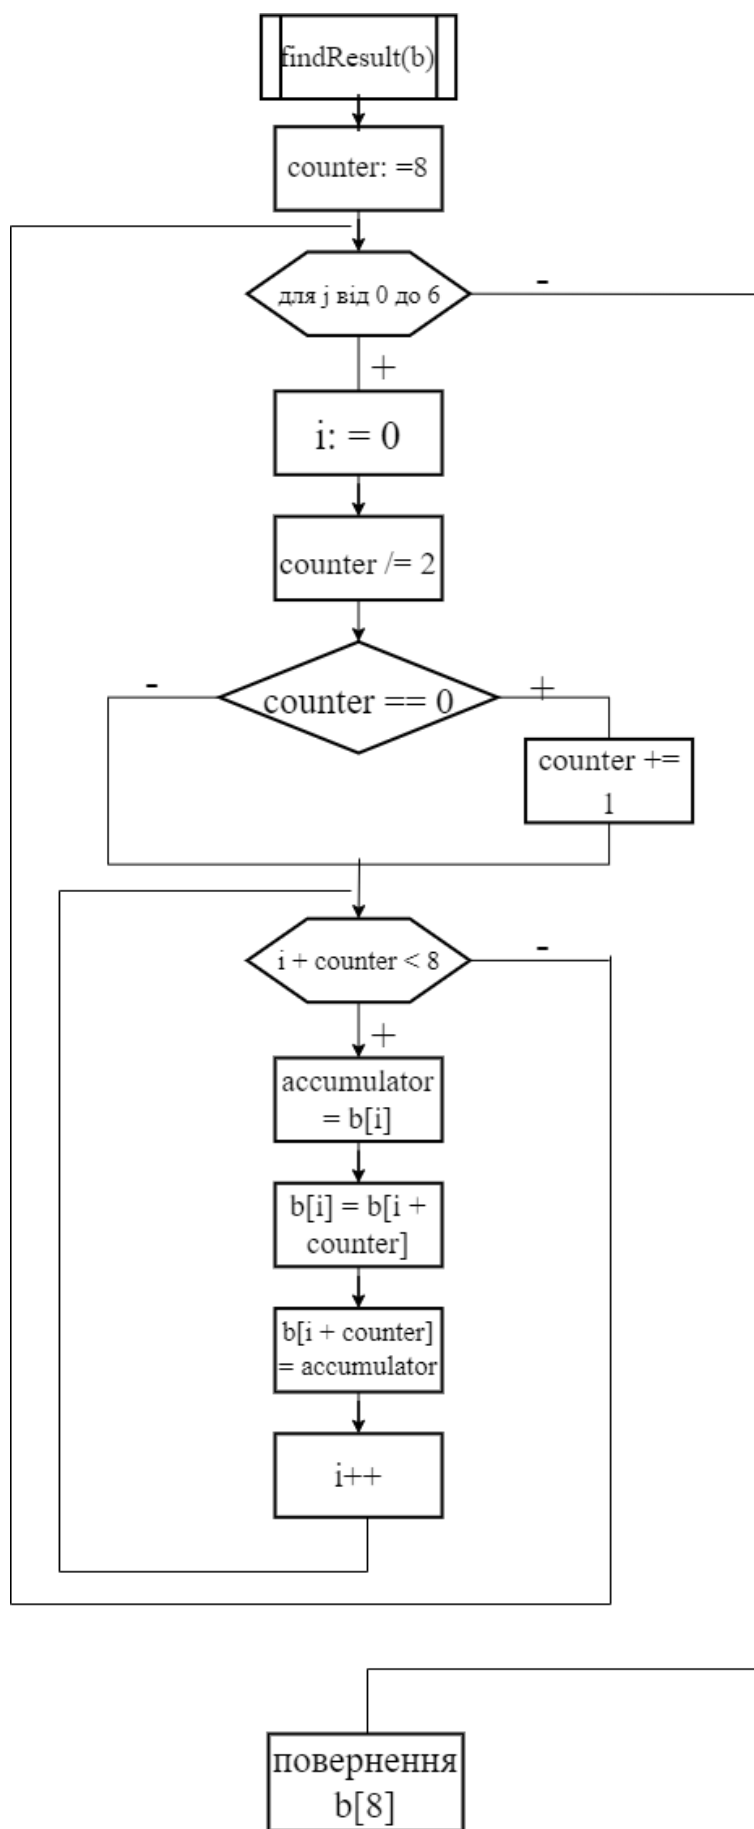 findResult(b)
counter: =8
для j від 0 до 6
-
+
i: = 0
counter /= 2
counter == 0
-
+
counter +=
1
i + counter < 8
-
+
accumulator
= b[i]
b[i] = b[i +
counter]
b[i + counter]
= accumulator
i++
повернення
b[8]